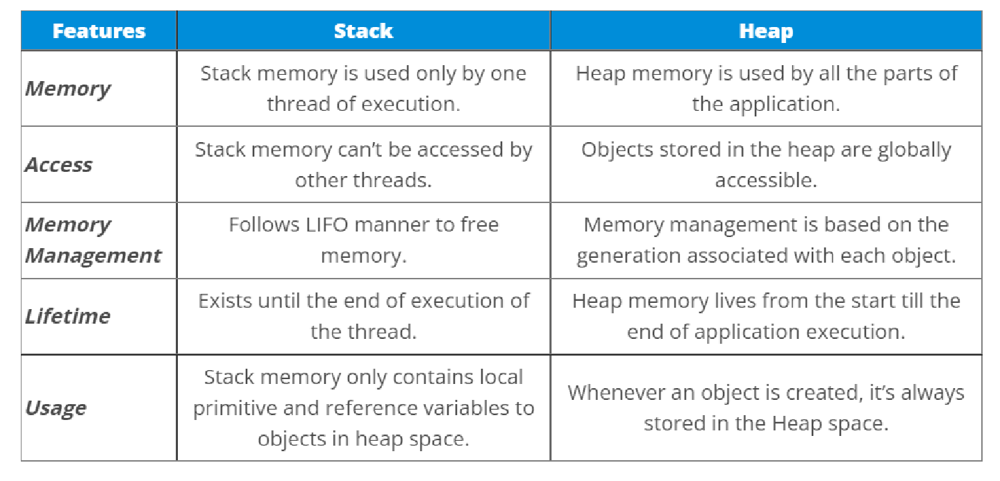 Features Stack Heap
Memory
Stack memory is used only by one
thread of execution.
Heap memory is used by all the parts of
the application.
Access
Stack memory can’t be accessed by
other threads.
Objects stored in the heap are globally
accessible.
Memory
Management
Follows LIFO manner to free
memory.
Memory management is based on the
generation associated with each object.
Lifetime
Exists until the end of execution of
the thread.
Heap memory lives from the start till the
end of application execution.
Usage
Stack memory only contains local
primitive and reference variables to
objects in heap space.
Whenever an object is created, it’s always
stored in the Heap space.